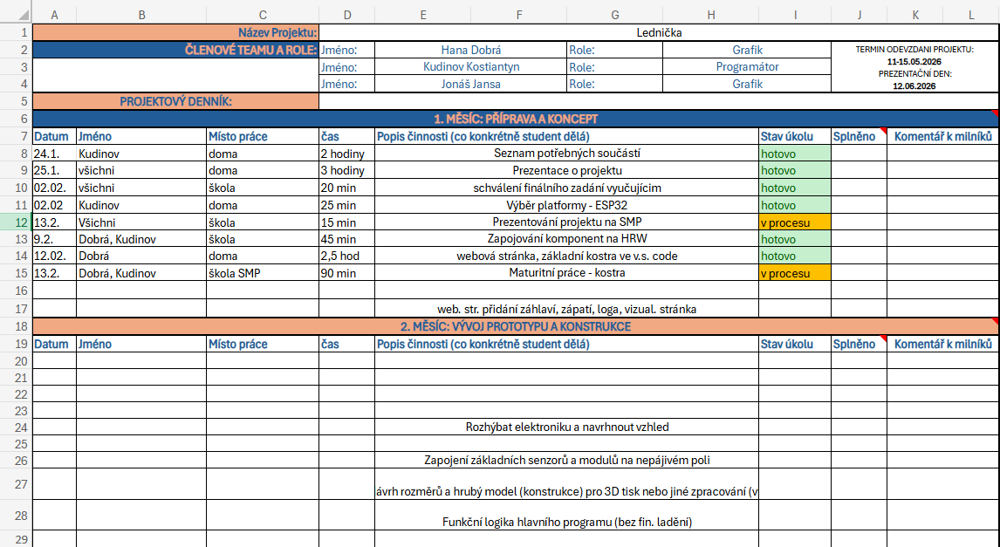 A B C D E F G H I J K L
1 Název Projektu: Lednička
2 ČLENOVÉ TEAMU A ROLE: Jméno: Hana Dobrá Role: Grafik TERMIN ODEVZDANI PROJEKTU:
11-15.05.2026
3 Jméno: Kudinov Kostiantyn Role: Programátor
PREZENTAČNÍ DEN:
4 Jméno: Jonáš Jansa Role: Grafik 12.06.2026
5 PROJEKTOVÝ DENNÍK:
6 1. MĚSÍC: PŘÍPRAVA A KONCEPT
7 Datum Jméno Místo práce čas Popis činnosti (co konkrétně student dělá) Stav úkolu Splněno Komentář k milníků
8 24.1. Kudinov doma 2 hodiny Seznam potřebných součástí hotovo
9 25.1. všichni doma 3 hodiny Prezentace o projektu hotovo
10 02.02. všichni škola 20 min schválení finálního zadání vyučujícim hotovo
11 02.02 Kudinov doma 25 min Výběr platformy - ESP32 hotovo
12 13.2. Všichni škola 15 min Prezentování projektu na SMP v procesu
13 9.2. Dobrá, Kudinov škola 45 min Zapojování komponent na HRW hotovo
14 12.02. Dobrá doma 2,5 hod webová stránka, základní kostra ve v.s. code hotovo
15 13.2. Dobrá, Kudinov škola SMP 90 min Maturitní práce - kostra v procesu
16
17 web. str. přidání záhlaví, zápatí, loga, vizual. stránka
18 2. MĚSÍC: VÝVOJ PROTOTYPU A KONSTRUKCE
19 Datum Jméno Místo práce čas Popis činnosti (co konkrétně student dělá) Stav úkolu Splněno Komentář k milníků
20
21
22
23
24 Rozhýbat elektroniku a navrhnout vzhled
25
26 Zapojení základních senzorů a modulů na nepájivém poli
27 ávrh rozměrů a hrubý model (konstrukce) pro 3D tisk nebo jiné zpracování (v
28 Funkční logika hlavního programu (bez fin. ladění)
29